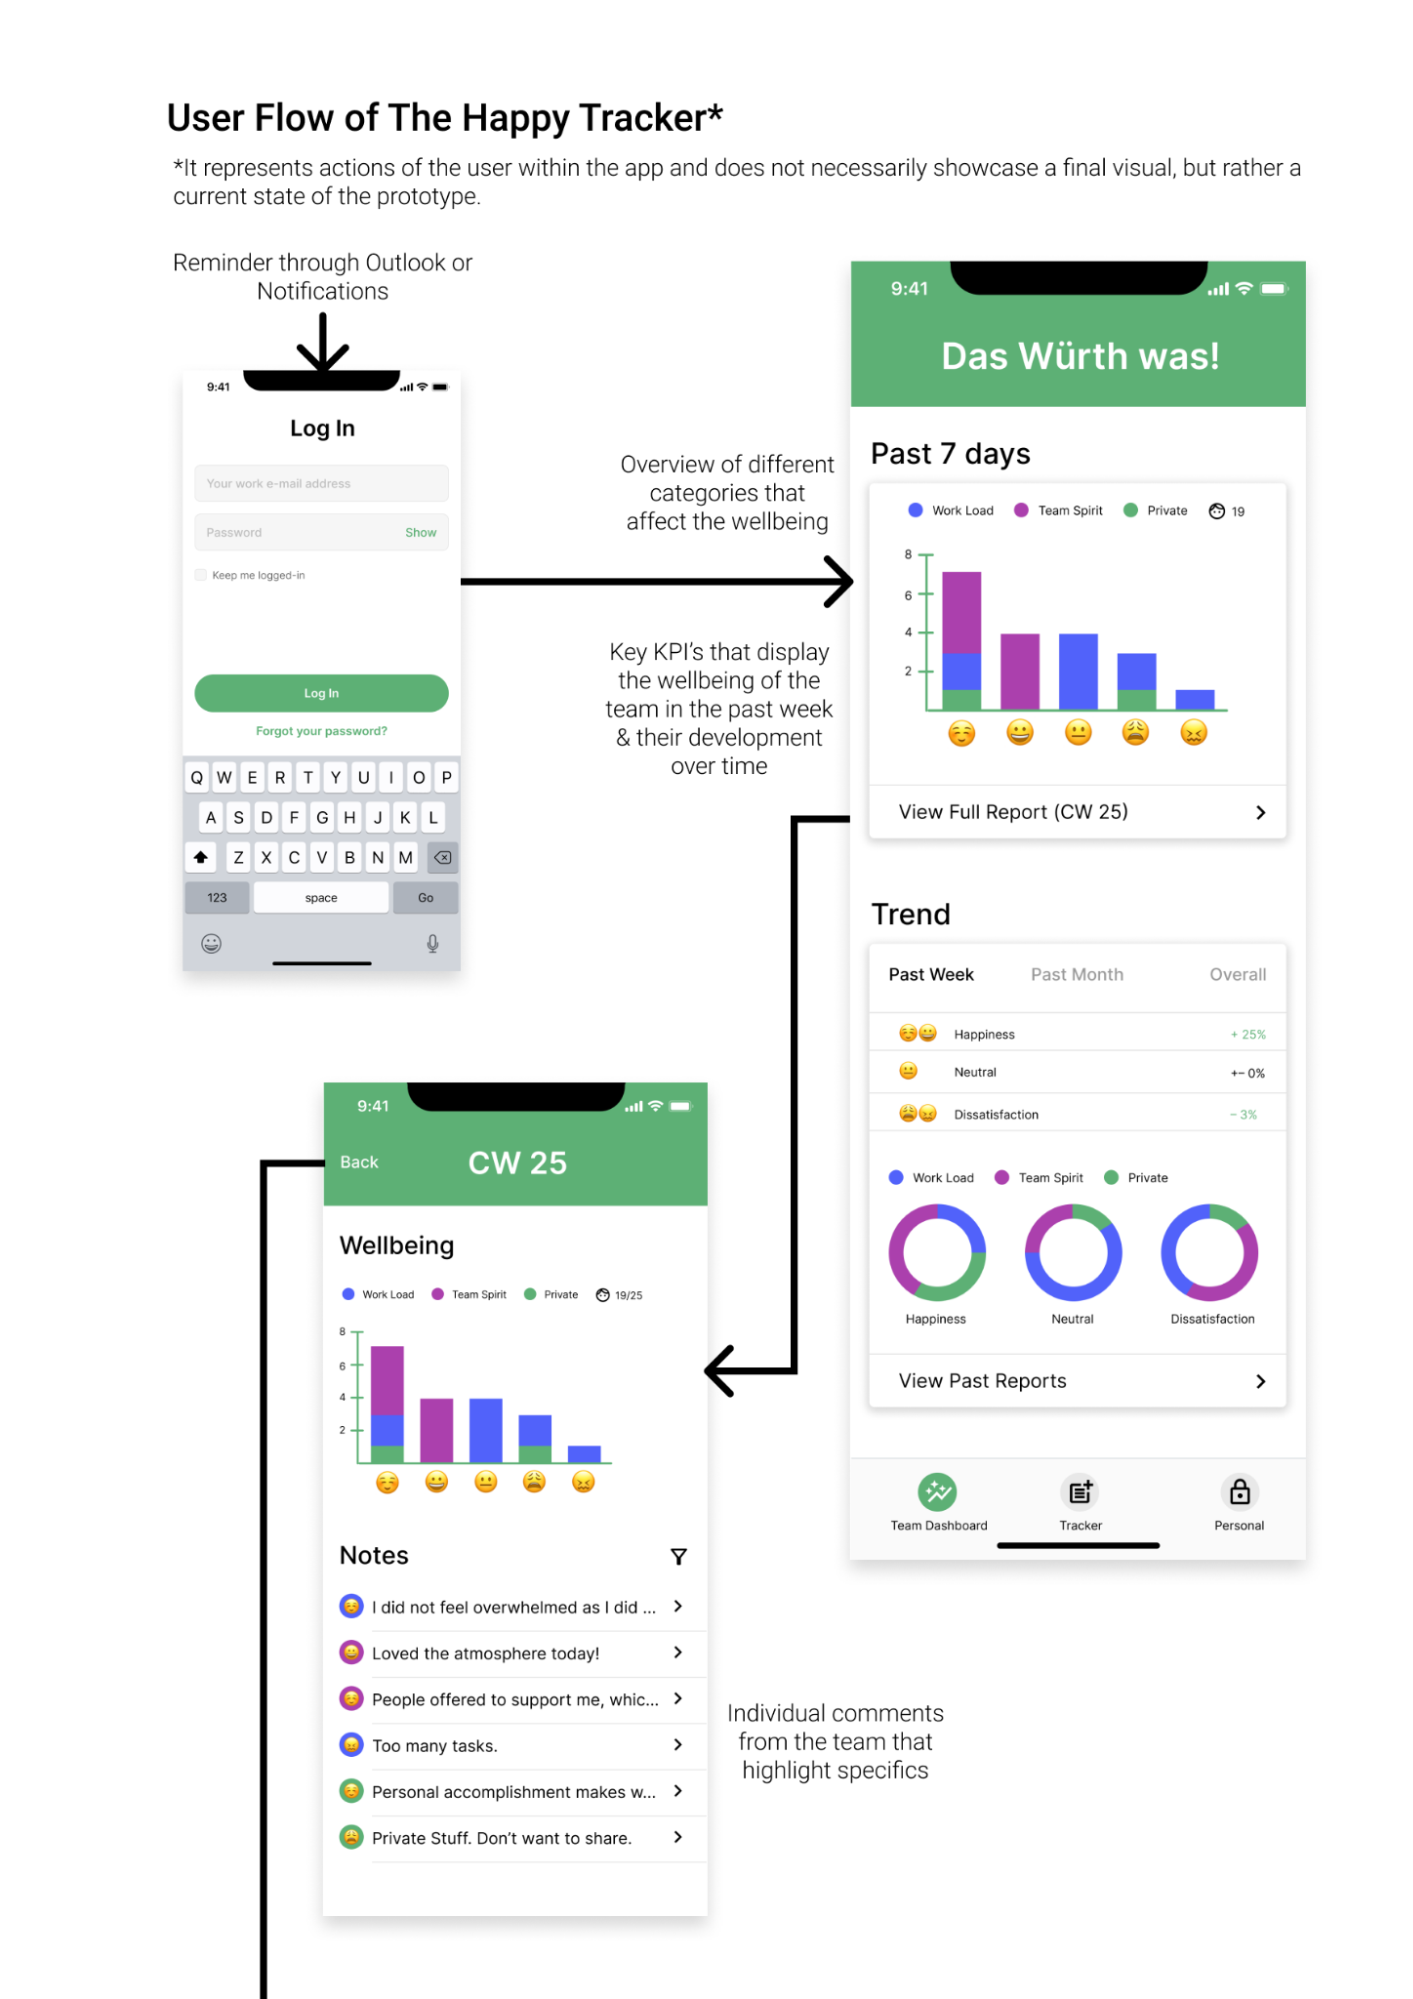 User Flow of The Happy Tracker*
*It represents actions of the user within the app and does not necessarily showcase a final visual, but rather a
current state of the prototype.
Reminder through Outlook or
Notifications
9:41
Log In
Your work e-mail address
Password
Show
Keep me logged-in
Log In
Forgot your password?
Q W E R T Y U I O P
A S D F G H J K L
Z X C V B N M
123
space
Go
Overview of different
categories that
affect the wellbeing
Key KPI's that display
the wellbeing of the
team in the past week
& their development
over time
9:41
Das Würth was!
Past 7 days
Work Load
Team Spirit
Private
19
8
6
4
2
View Full Report (CW 25)
Trend
Past Week
Past Month
Overall
Happiness
+ 25%
Neutral
+– 0%
Dissatisfaction
– 3%
Work Load
Team Spirit
Private
Happiness
Neutral
Dissatisfaction
View Past Reports
Team Dashboard
Tracker
Personal
9:41
Back
CW 25
Wellbeing
Work Load
Team Spirit
Private
19/25
8
6
4
2
Notes
I did not feel overwhelmed as I did ...
Loved the atmosphere today!
People offered to support me, whic...
Too many tasks.
Personal accomplishment makes w...
Private Stuff. Don't want to share.
Individual comments
from the team that
highlight specifics